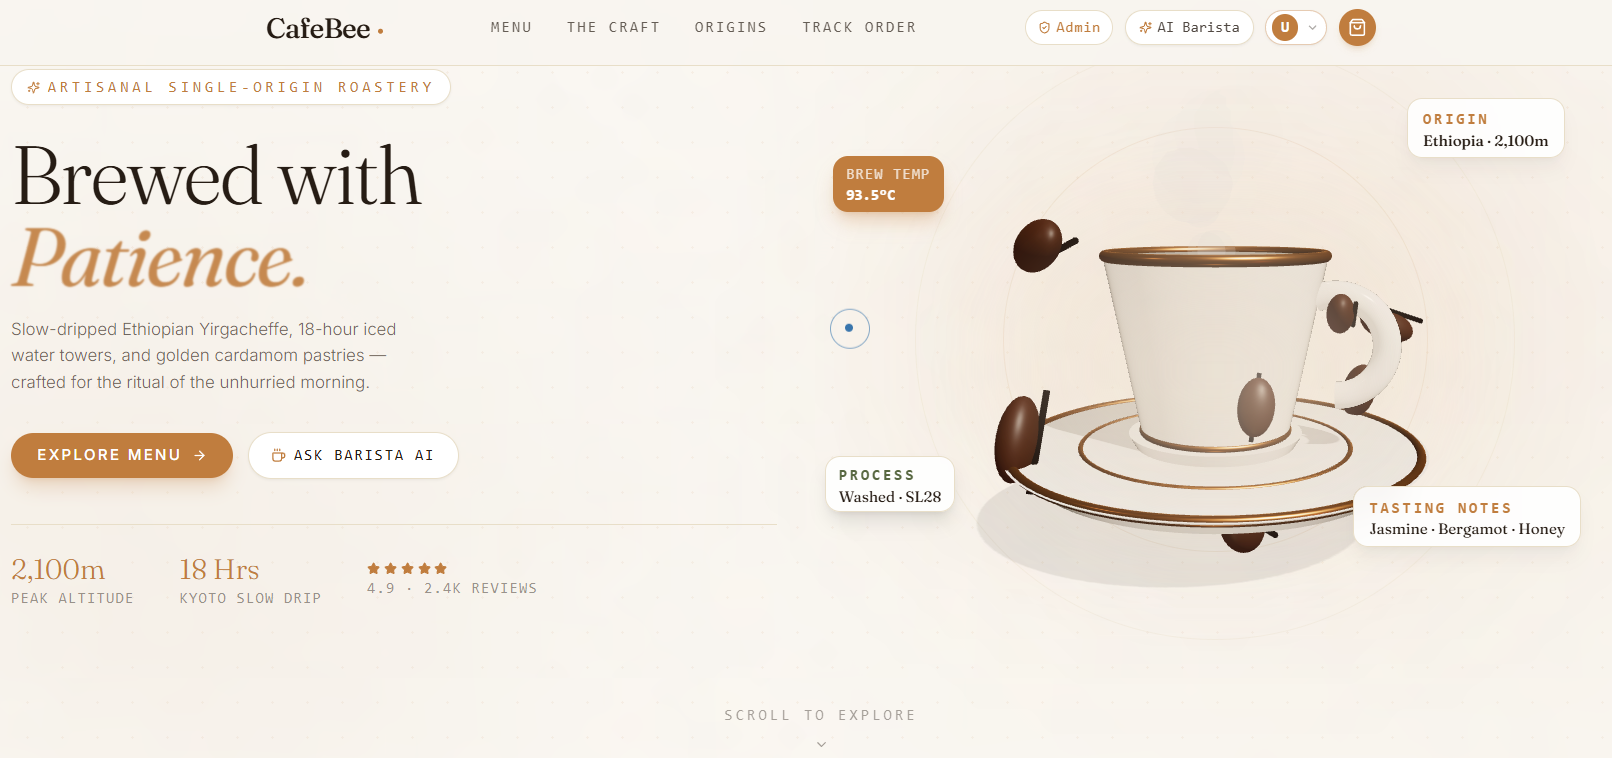 CafeBee
MENU
THE CRAFT
ORIGINS
TRACK ORDER
Admin
AI Barista
U
ARTISANAL SINGLE-ORIGIN ROASTERY
Brewed with
Patience.
Slow-dripped Ethiopian Yirgacheffe, 18-hour iced
water towers, and golden cardamom pastries —
crafted for the ritual of the unhurried morning.
EXPLORE MENU →
ASK BARISTA AI
2,100m
PEAK ALTITUDE
18 Hrs
KYOTO SLOW DRIP
4.9 · 2.4K REVIEWS
BREW TEMP
93.5°C
ORIGIN
Ethiopia · 2,100m
PROCESS
Washed · SL28
TASTING NOTES
Jasmine · Bergamot · Honey
SCROLL TO EXPLORE